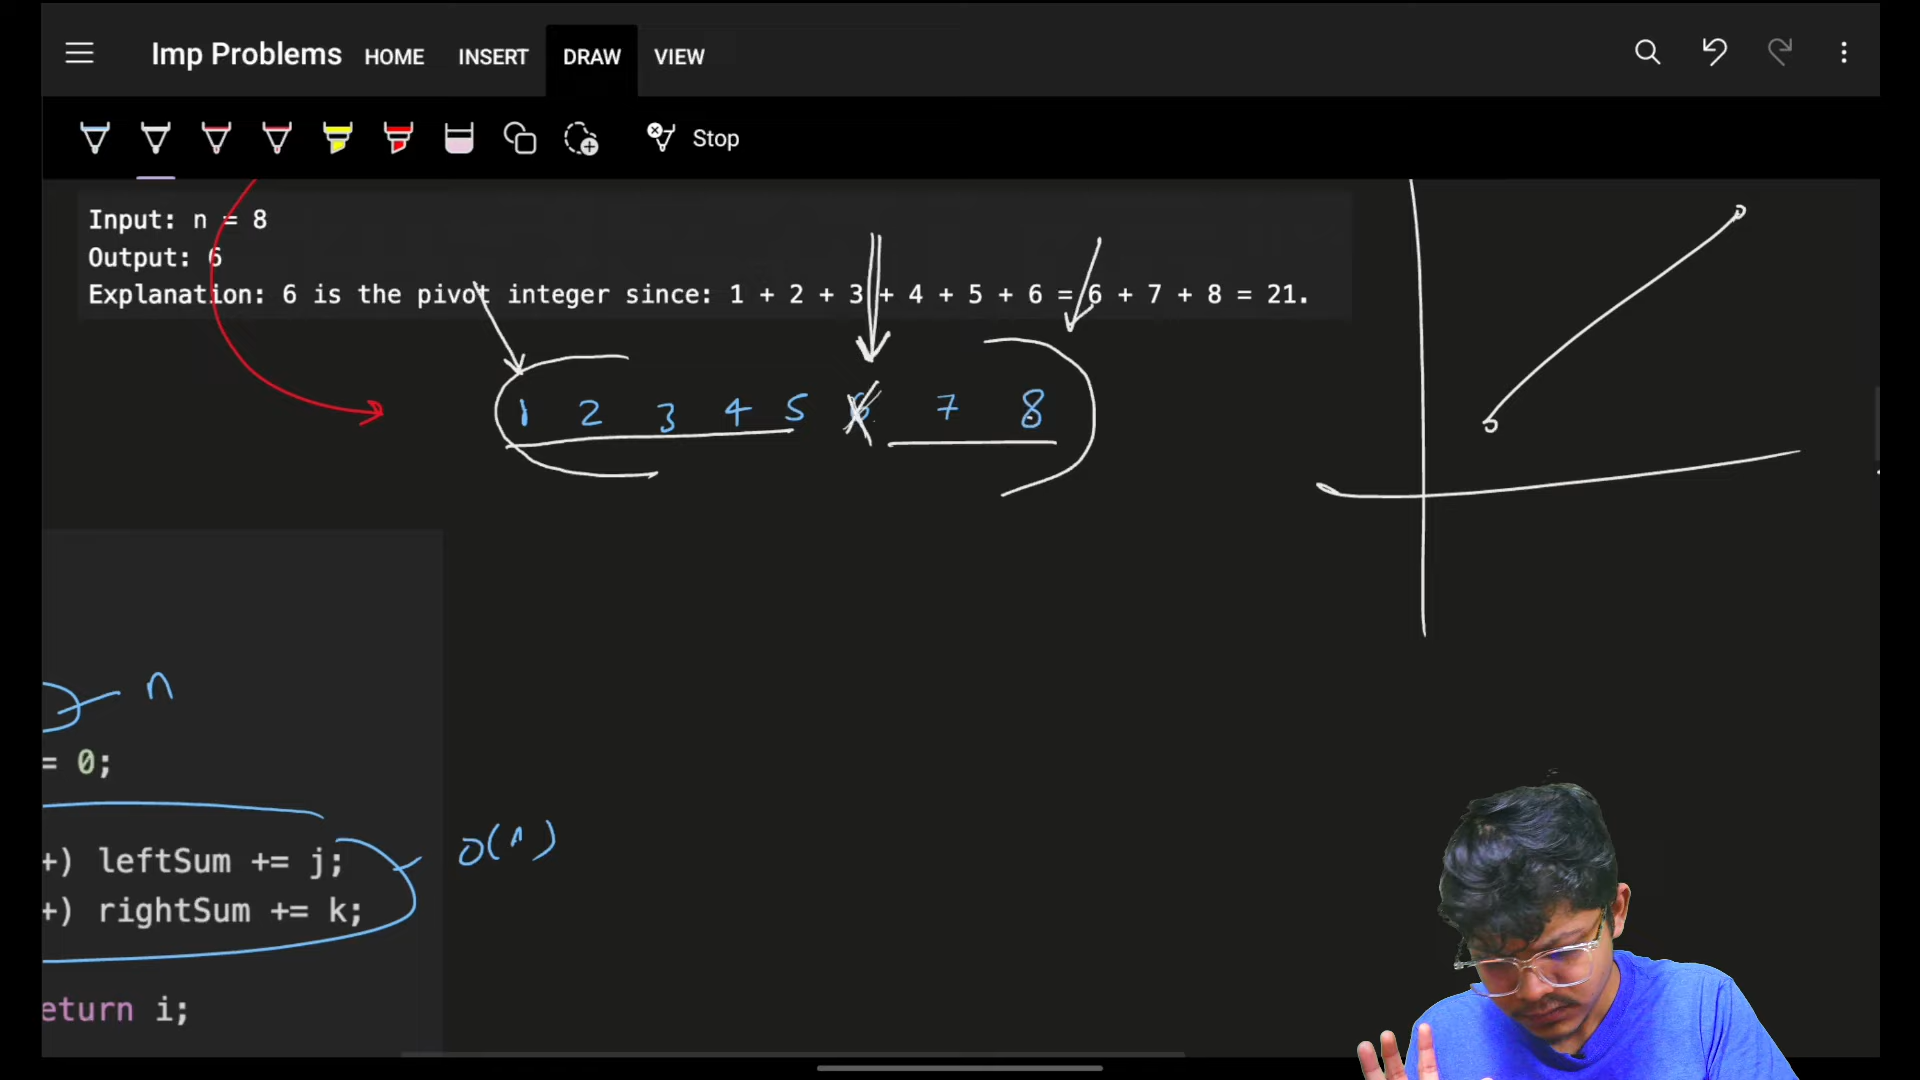 Imp Problems HOME INSERT DRAW VIEW
Stop
Input: n = 8
Output: 6
Explanation: 6 is the pivot integer since: 1 + 2 + 3 + 4 + 5 + 6 = 6 + 7 + 8 = 21.
1 2 3 4 5 6 7 8
n
= 0;
+) leftSum += j;
O(n)
+) rightSum += k;
eturn i;